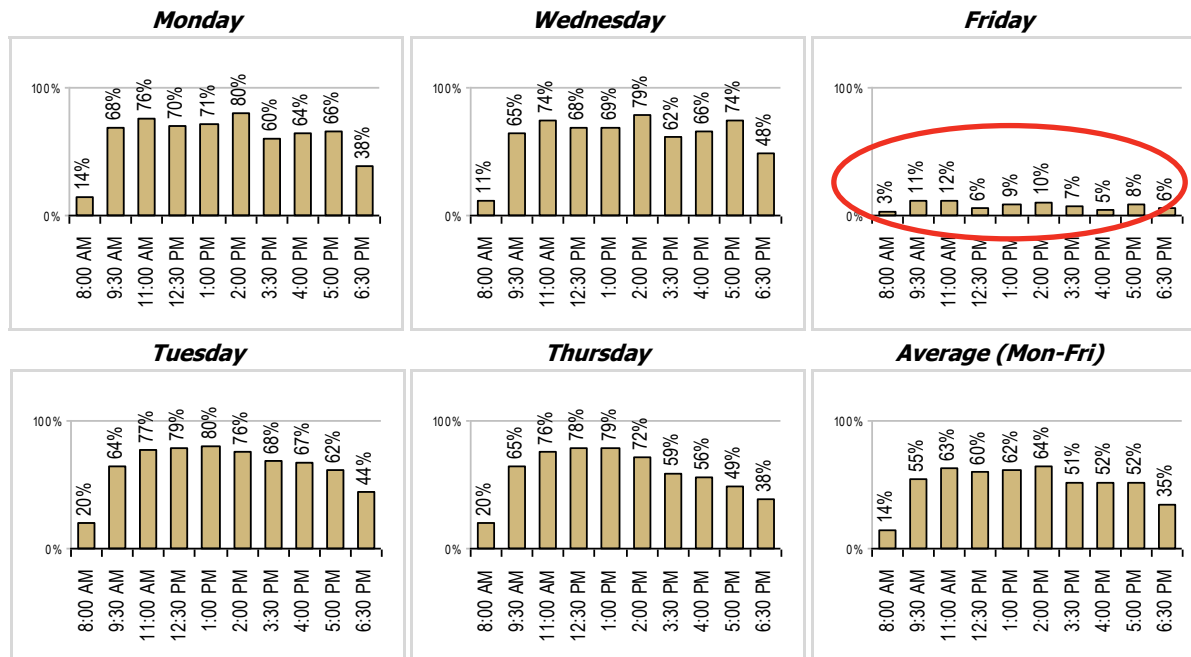 Monday
100%
0%
14% 68% 76% 70% 71% 80% 60% 64% 66% 38%
8:00 AM 9:30 AM 11:00 AM 12:30 PM 1:00 PM 2:00 PM 3:30 PM 4:00 PM 5:00 PM 6:30 PM
Wednesday
100%
0%
11% 65% 74% 68% 69% 79% 62% 66% 74% 48%
8:00 AM 9:30 AM 11:00 AM 12:30 PM 1:00 PM 2:00 PM 3:30 PM 4:00 PM 5:00 PM 6:30 PM
Friday
100%
0%
3% 11% 12% 6% 9% 10% 7% 5% 8% 6%
8:00 AM 9:30 AM 11:00 AM 12:30 PM 1:00 PM 2:00 PM 3:30 PM 4:00 PM 5:00 PM 6:30 PM
Tuesday
100%
0%
20% 64% 77% 79% 80% 76% 68% 67% 62% 44%
8:00 AM 9:30 AM 11:00 AM 12:30 PM 1:00 PM 2:00 PM 3:30 PM 4:00 PM 5:00 PM 6:30 PM
Thursday
100%
0%
20% 65% 76% 78% 79% 72% 59% 56% 49% 38%
8:00 AM 9:30 AM 11:00 AM 12:30 PM 1:00 PM 2:00 PM 3:30 PM 4:00 PM 5:00 PM 6:30 PM
Average (Mon-Fri)
100%
0%
14% 55% 63% 60% 62% 64% 51% 52% 52% 35%
8:00 AM 9:30 AM 11:00 AM 12:30 PM 1:00 PM 2:00 PM 3:30 PM 4:00 PM 5:00 PM 6:30 PM